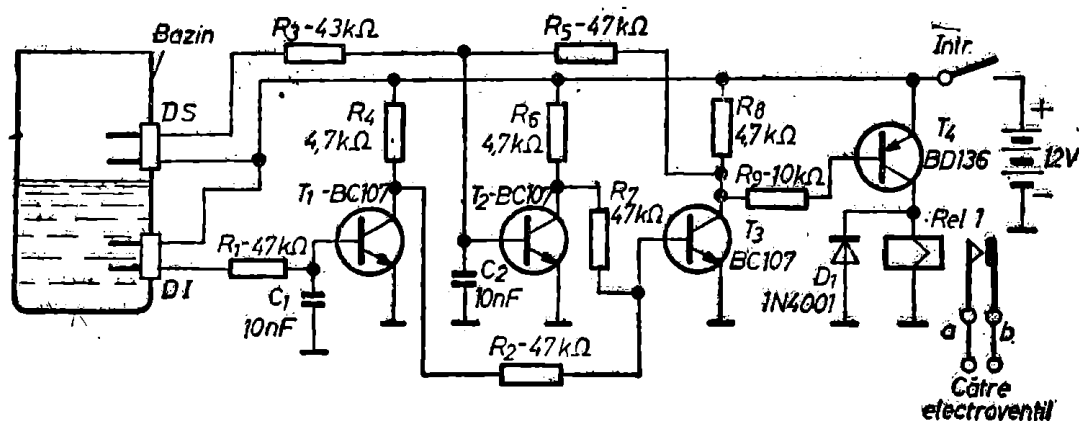 Bazin
R3-43kΩ
R5-47kΩ
Intr.
DS
R4
4,7kΩ
R6
4,7kΩ
R8
4,7kΩ
+
T4
BD136
12V
−
T1-BC107
T2-BC107
R7
47kΩ
R9-10kΩ
T3
BC107
Rel 1
R1-47kΩ
DI
C1
10nF
C2
10nF
D1
1N4001
R2-47kΩ
a
b
Către
electroventil